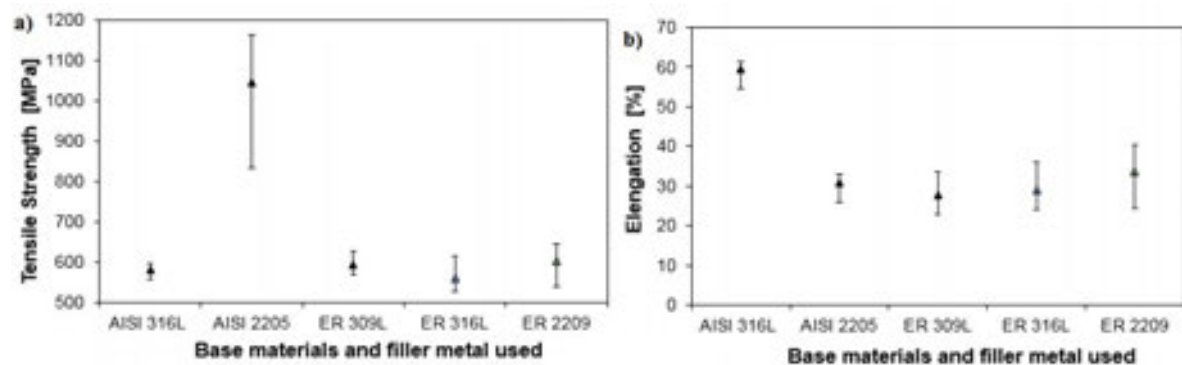 a)
1200
1100
1000
900
800
700
600
500
Tensile Strength [MPa]
AISI 316L AISI 2205 ER 309L ER 316L ER 2209
Base materials and filler metal used
b)
70
60
50
40
30
20
10
0
Elengation [%]
AISI 316L AISI 2205 ER 309L ER 316L ER 2209
Base materials and filler metal used